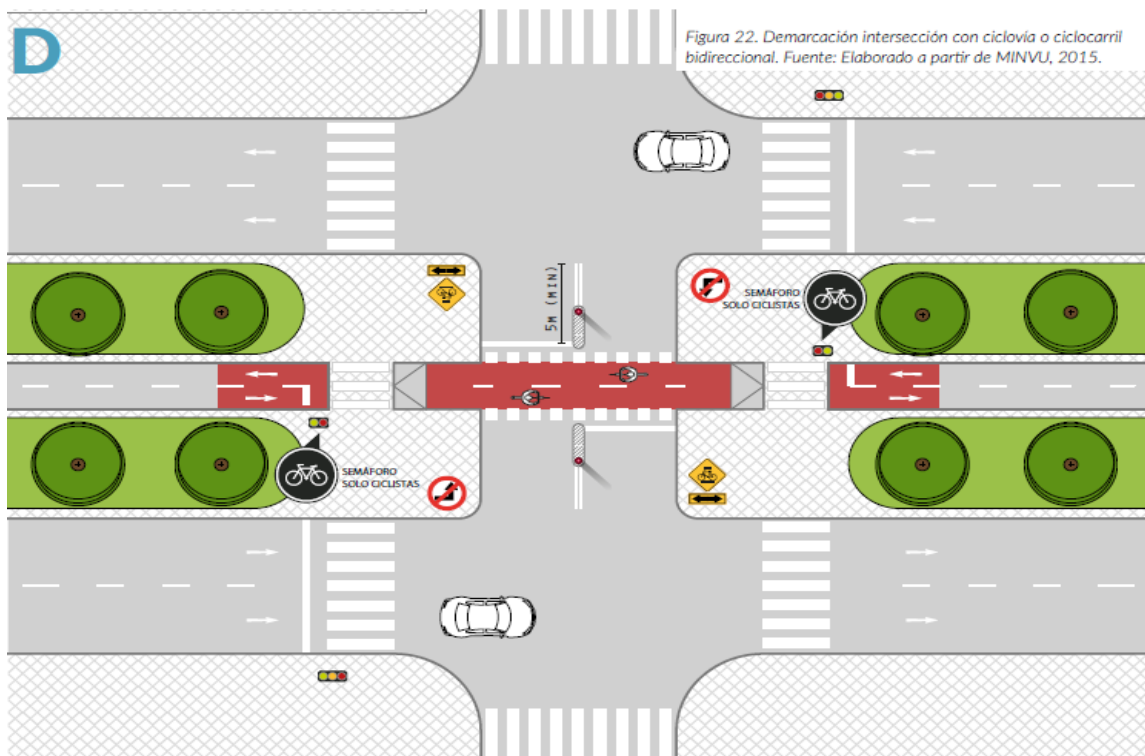 D
Figura 22. Demarcación intersección con ciclovía o ciclocarril
bidireccional. Fuente: Elaborado a partir de MINVU, 2015.
5M (MIN)
SEMÁFORO
SOLO CICLISTAS
SEMÁFORO
SOLO CICLISTAS